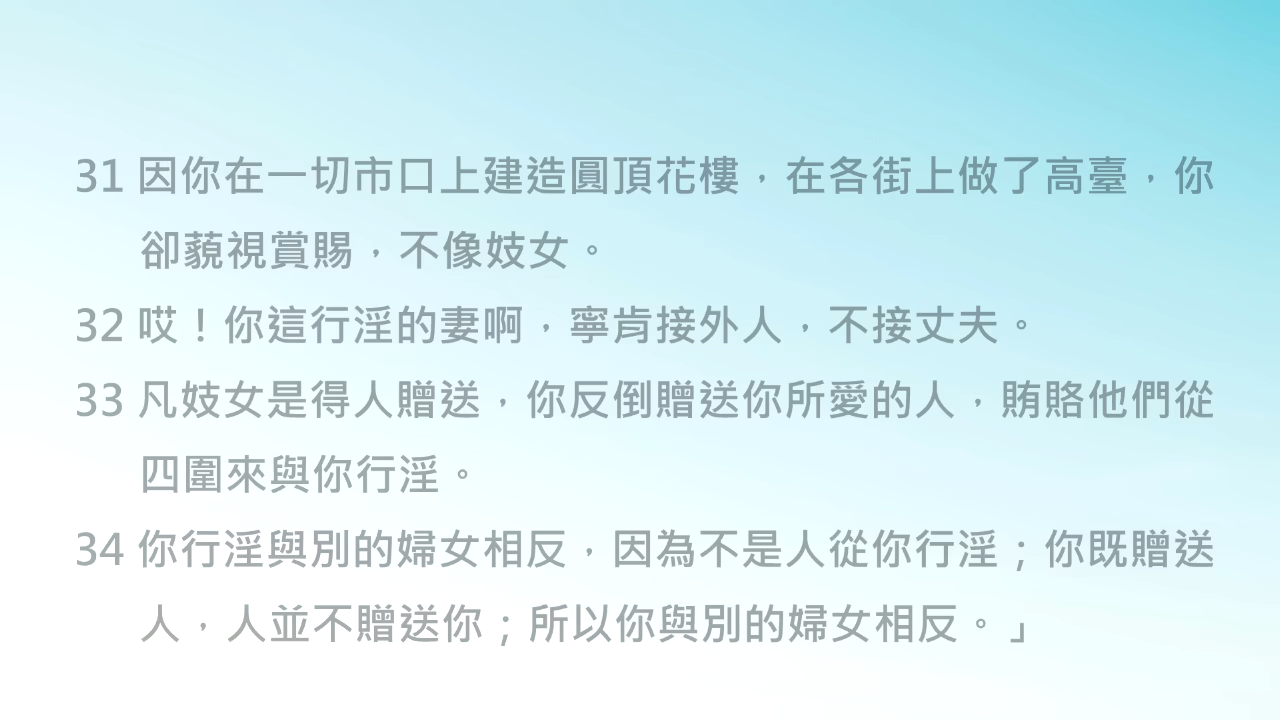 31 因你在一切市口上建造圓頂花樓，在各街上做了高臺，你
卻藐視賞賜，不像妓女。
32 哎！你這行淫的妻啊，寧肯接外人，不接丈夫。
33 凡妓女是得人贈送，你反倒贈送你所愛的人，賄賂他們從
四圍來與你行淫。
34 你行淫與別的婦女相反，因為不是人從你行淫；你既贈送
人，人並不贈送你；所以你與別的婦女相反。」